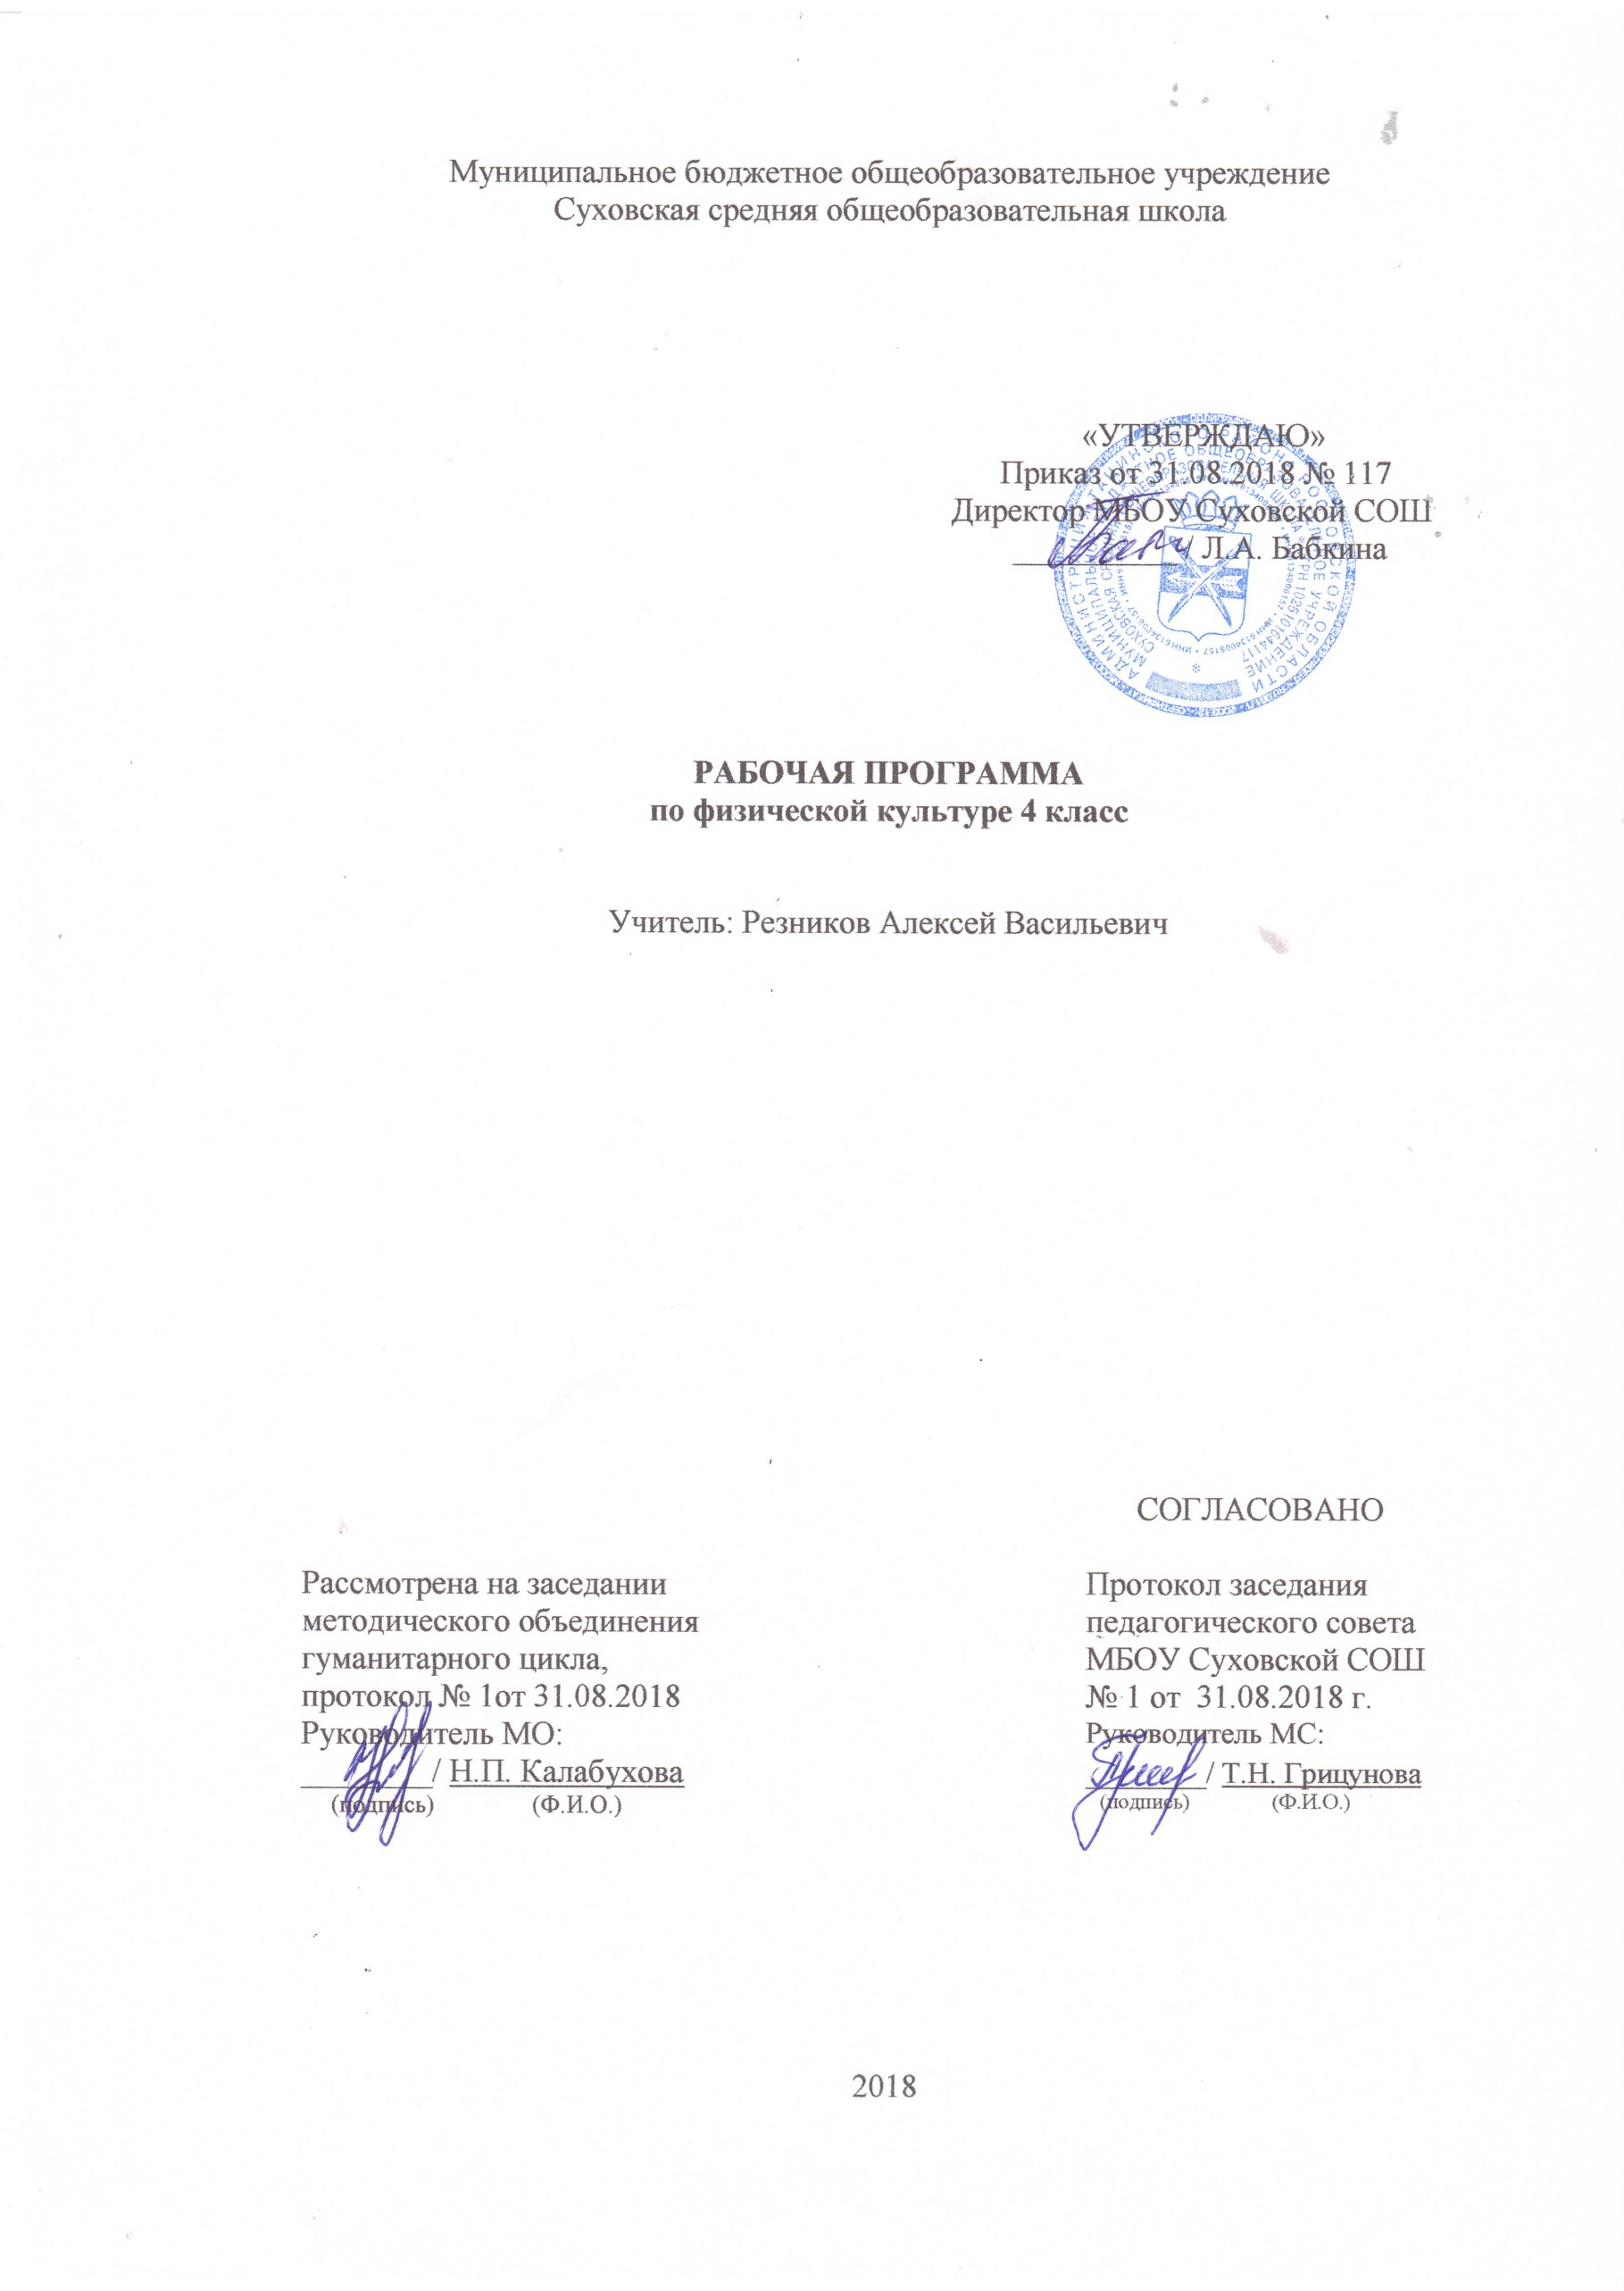 Муниципальное бюджетное общеобразовательное учреждение
Суховская средняя общеобразовательная школа
«УТВЕРЖДАЮ»
Приказ от 31.08.2018 № 117
Директор МБОУ Суховской СОШ
__________ / Л.А. Бабкина
РАБОЧАЯ ПРОГРАММА
по физической культуре 4 класс
Учитель: Резников Алексей Васильевич
СОГЛАСОВАНО
Рассмотрена на заседании
методического объединения
гуманитарного цикла,
протокол № 1от 31.08.2018
Руководитель МО:
________/ Н.П. Калабухова
(подпись) (Ф.И.О.)
Протокол заседания
педагогического совета
МБОУ Суховской СОШ
№ 1 от 31.08.2018 г.
Руководитель МС:
________/ Т.Н. Грицунова
(подпись) (Ф.И.О.)
2018